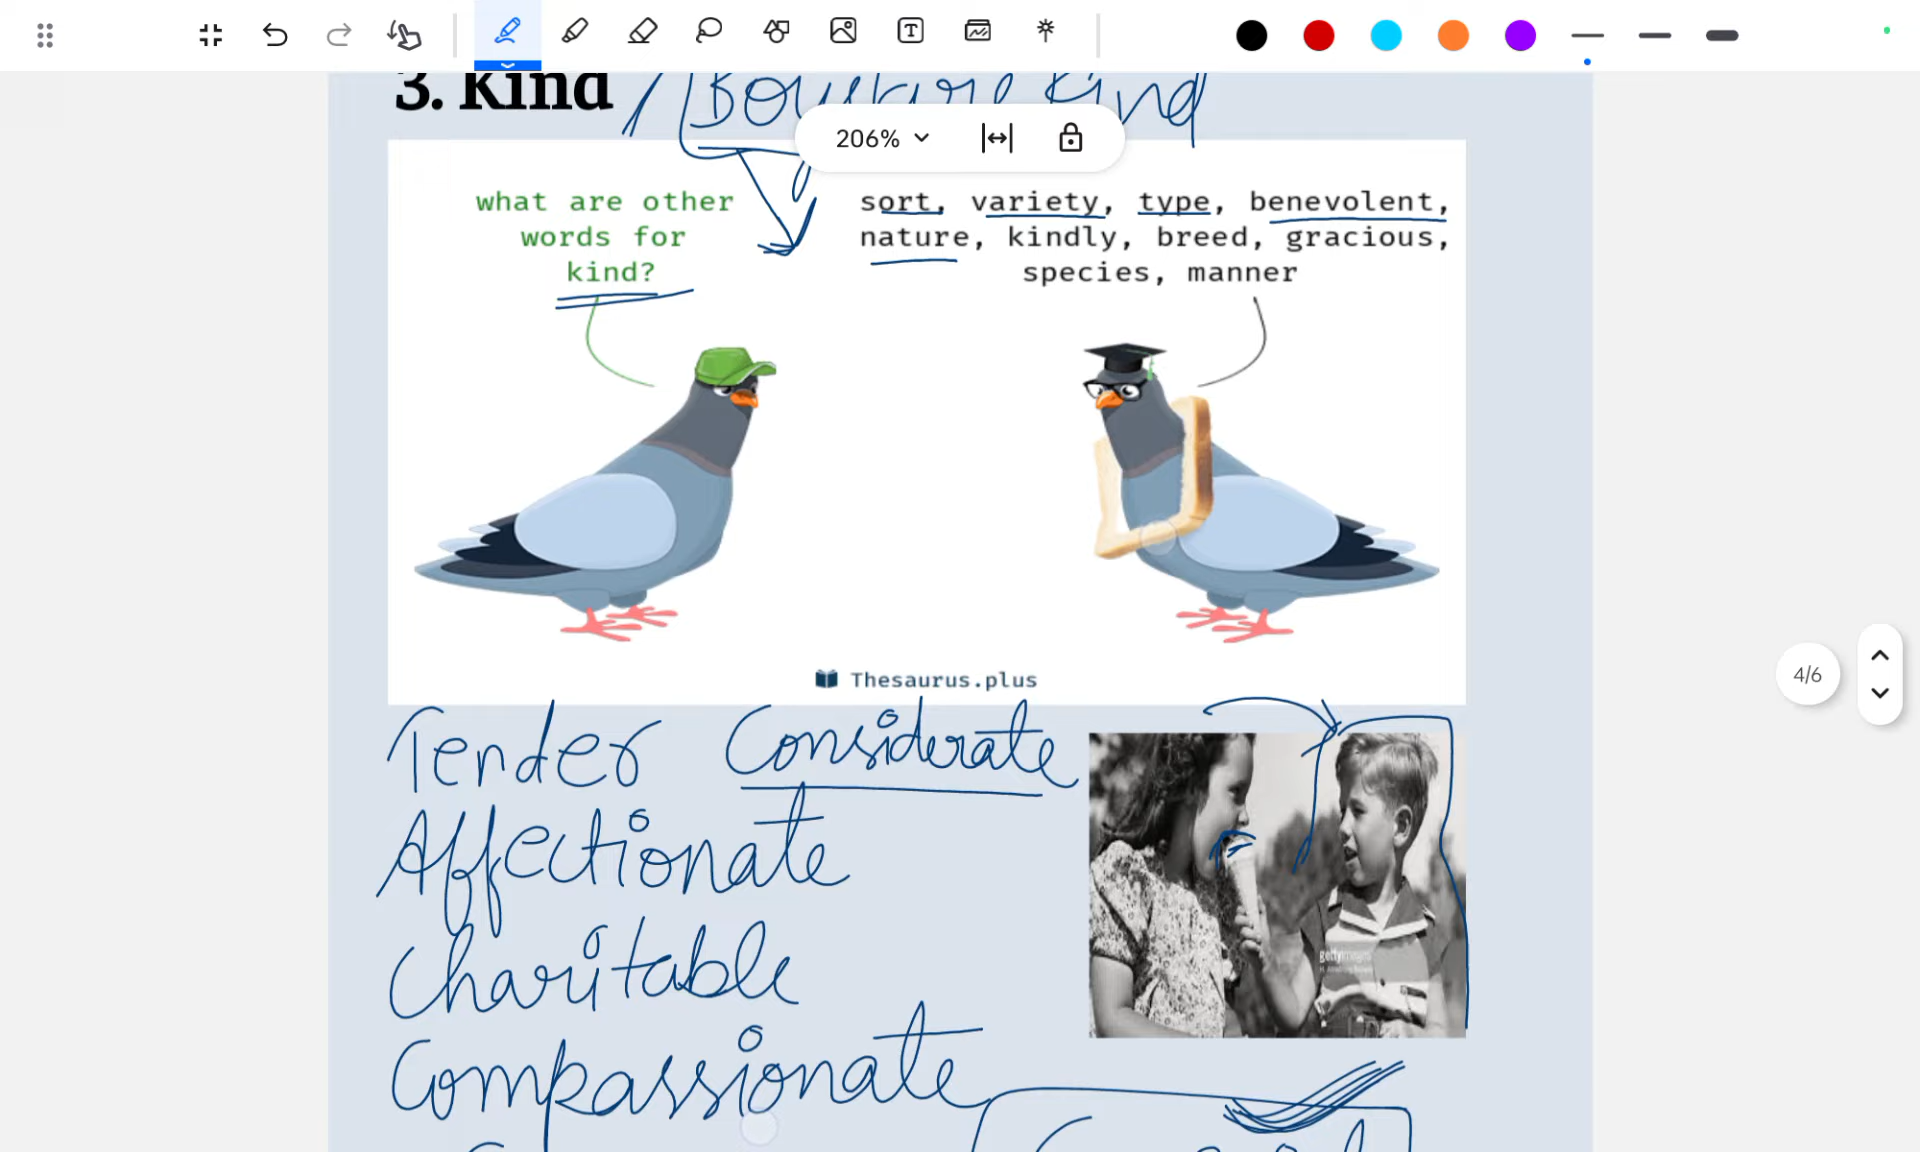 T
3. Kind
206%
what are other
words for
kind?
sort, variety, type, benevolent,
nature, kindly, breed, gracious,
species, manner
Thesaurus.plus
4/6
Tender Considerate
Affectionate
Charitable
gettyimages
Compassionate